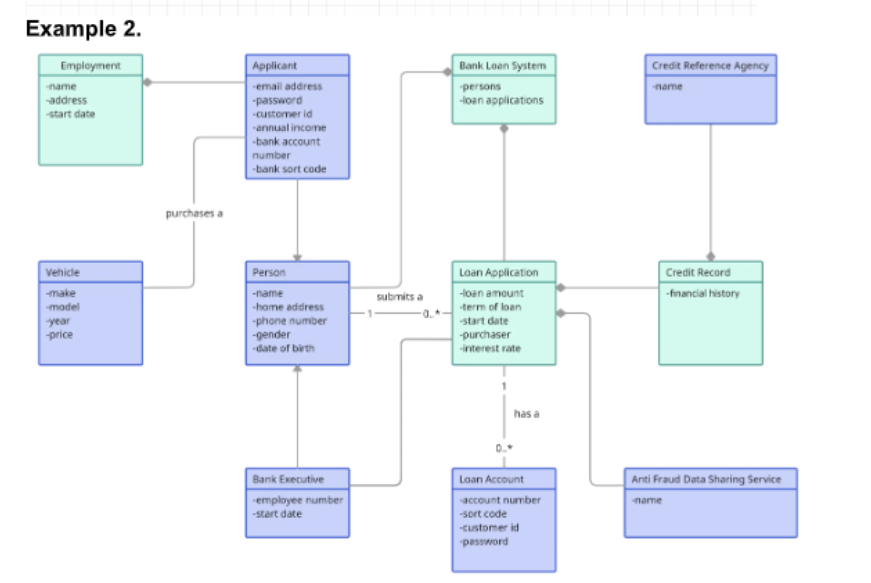 Example 2.
Employment
-name
-address
-start date
Applicant
-email address
-password
-customer id
-annual income
-bank account
number
-bank sort code
Bank Loan System
-persons
-loan applications
Credit Reference Agency
-name
purchases a
Vehicle
-make
-model
-year
-price
Person
-name
-home address
-phone number
-gender
-date of birth
submits a
1
0..*
Loan Application
-loan amount
-term of loan
-start date
-purchaser
-interest rate
Credit Record
-financial history
1
has a
0..*
Bank Executive
-employee number
-start date
Loan Account
-account number
-sort code
-customer id
-password
Anti Fraud Data Sharing Service
-name